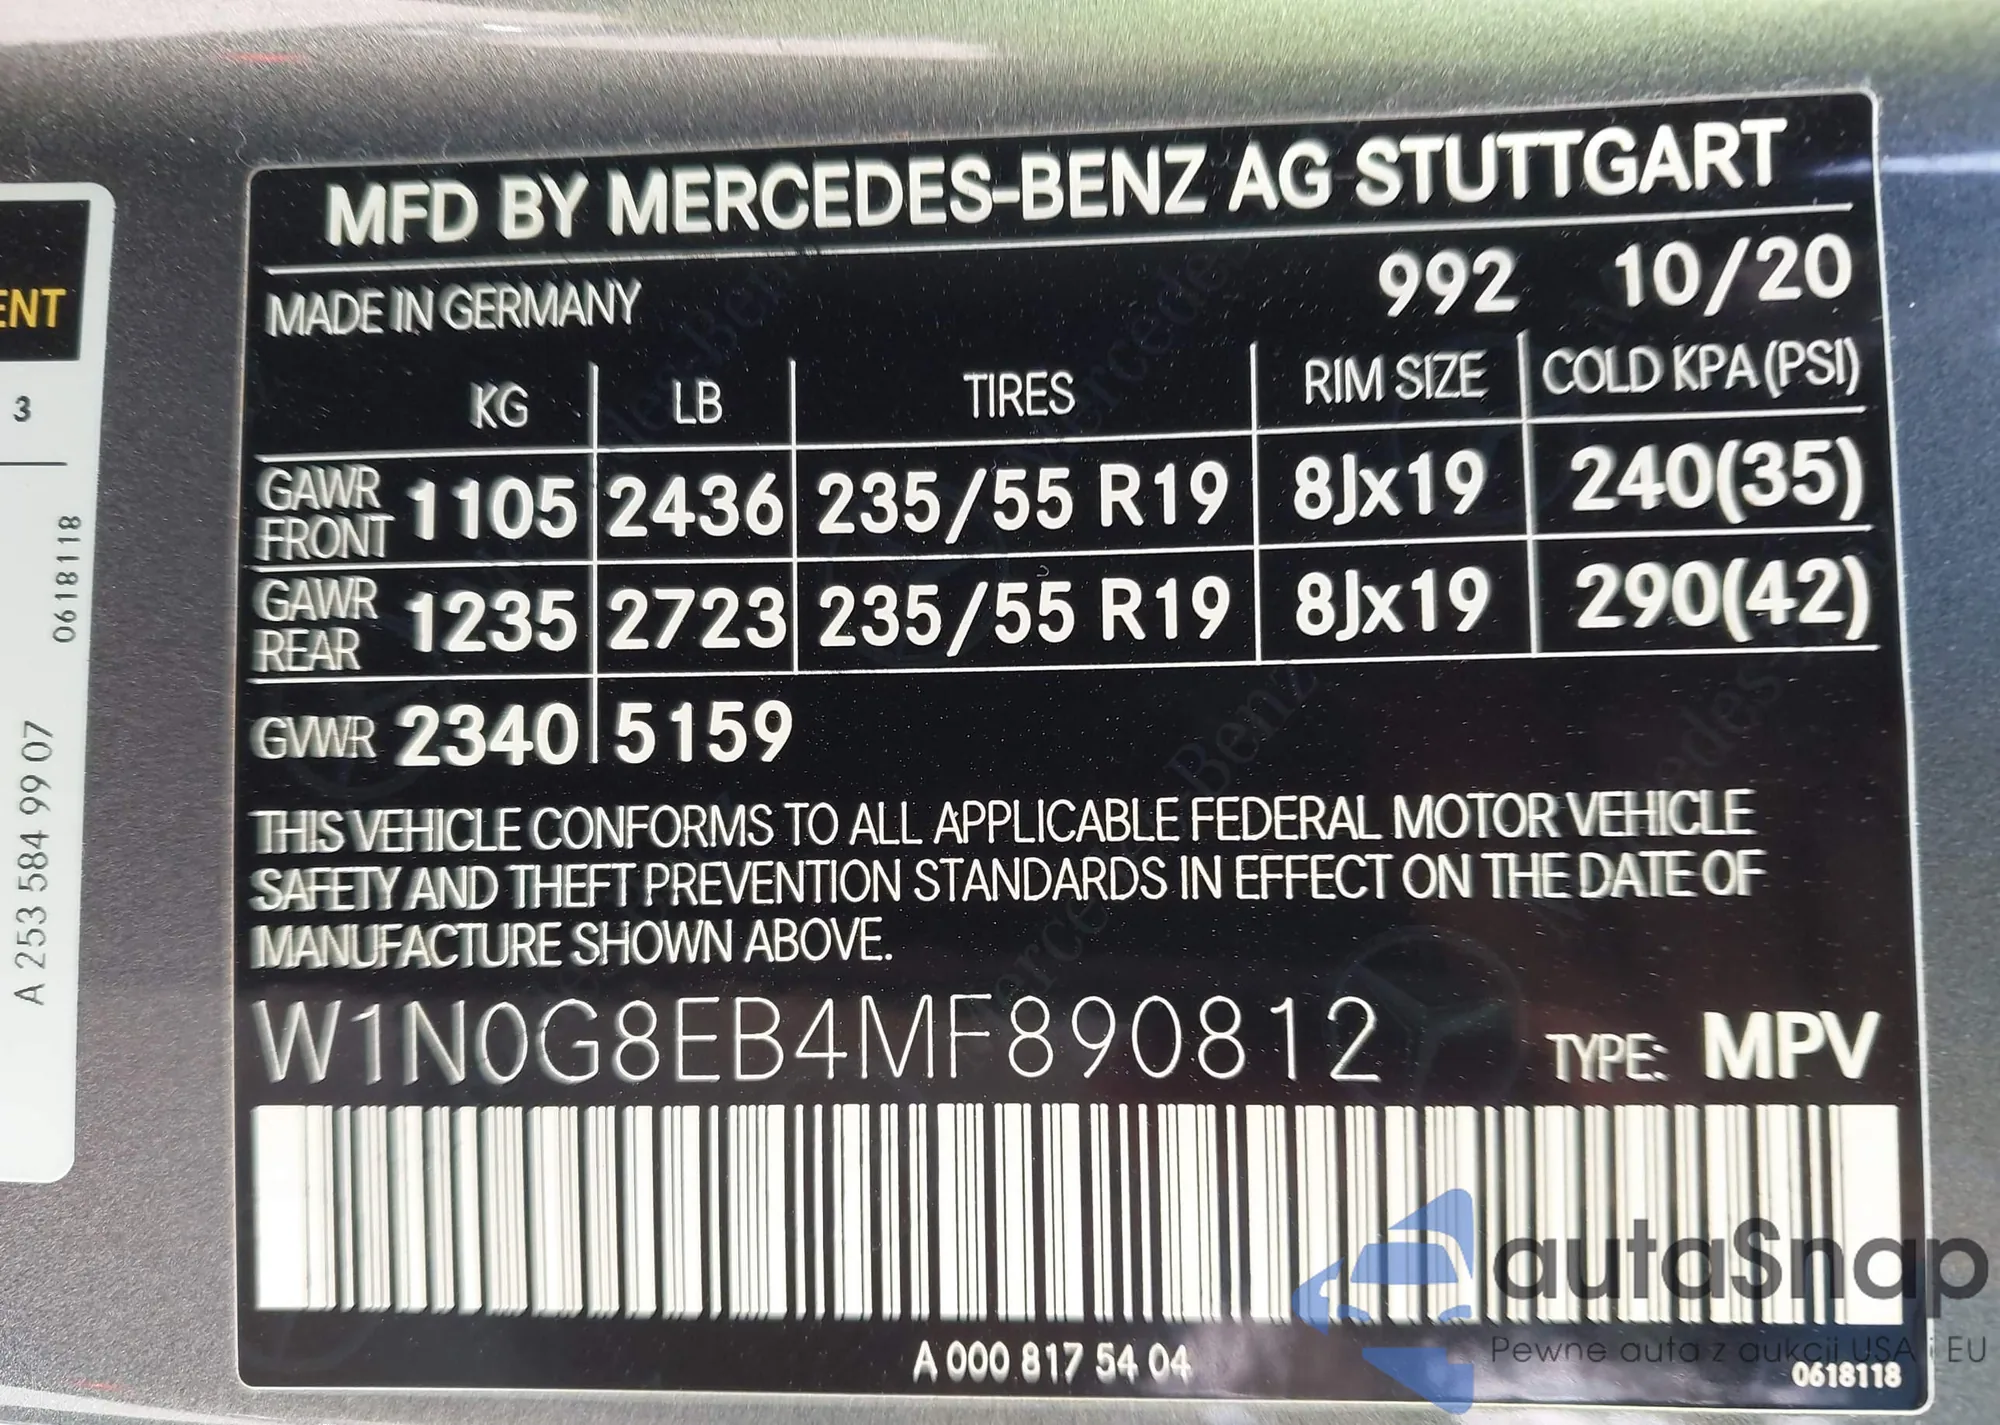 MFD BY MERCEDES-BENZ AG STUTTGART
MADE IN GERMANY 992 10/20
KG LB TIRES RIM SIZE COLD KPA (PSI)
GAWR FRONT 1105 2436 235/55 R19 8Jx19 240(35)
GAWR REAR 1235 2723 235/55 R19 8Jx19 290(42)
GVWR 2340 5159
THIS VEHICLE CONFORMS TO ALL APPLICABLE FEDERAL MOTOR VEHICLE
SAFETY AND THEFT PREVENTION STANDARDS IN EFFECT ON THE DATE OF
MANUFACTURE SHOWN ABOVE.
W1N0G8EB4MF890812 TYPE: MPV
A 000 817 54 04
0618118
3
0618118
A 253 584 99 07
autaSnap
Pewne auta z aukcji USA i EU